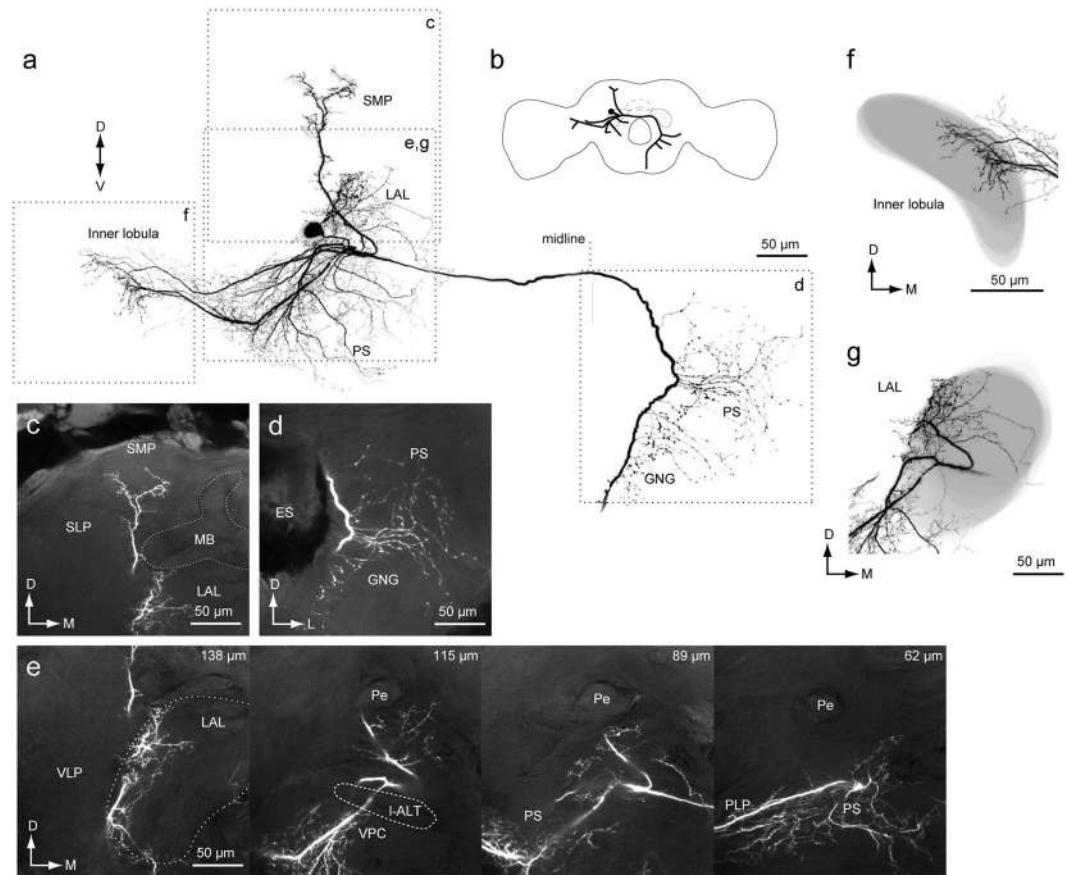 a
c
SMP
b
f
D
V
e,g
LAL
f
Inner lobula
Inner lobula
midline
50 µm
d
D
M
50 µm
PS
PS
GNG
g
LAL
D
M
50 µm
c
SMP
SLP
MB
LAL
D
M
50 µm
d
PS
ES
GNG
D
L
50 µm
e
138 µm
LAL
VLP
D
M
50 µm
115 µm
Pe
l-ALT
VPC
89 µm
Pe
PS
62 µm
Pe
PLP
PS